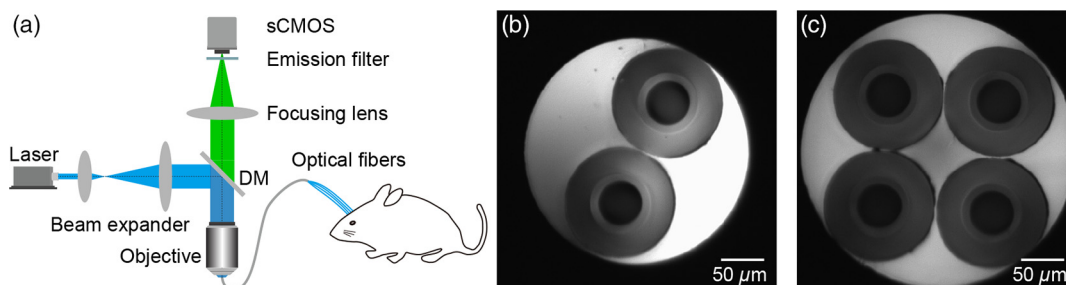 (a)
sCMOS
Emission filter
Focusing lens
Laser
Optical fibers
DM
Beam expander
Objective
(b)
50 µm
(c)
50 µm